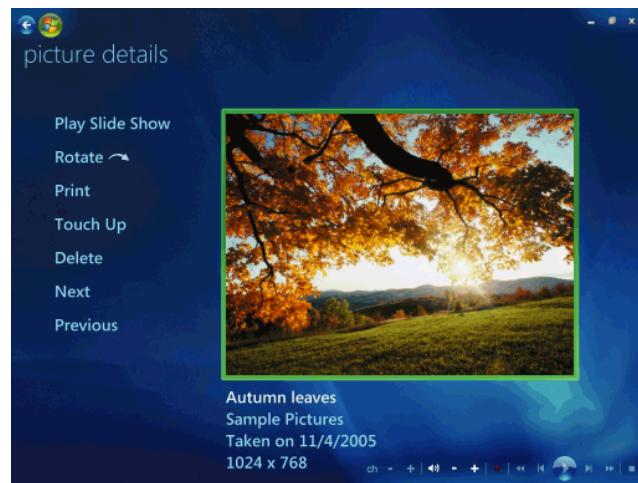 picture details
Play Slide Show
Rotate
Print
Touch Up
Delete
Next
Previous
Autumn leaves
Sample Pictures
Taken on 11/4/2005
1024 x 768
ch - +
- +